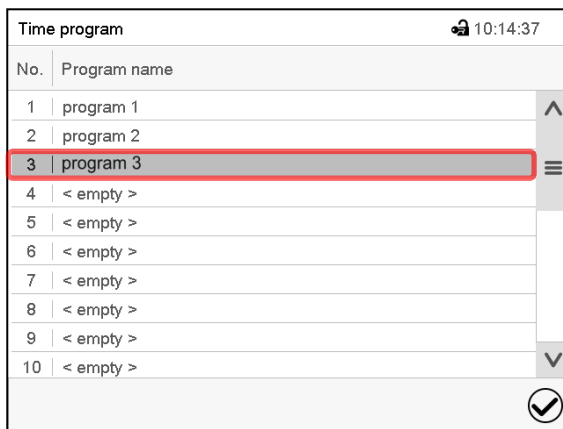 Time program 10:14:37
No. Program name
1 program 1
2 program 2
3 program 3
4 < empty >
5 < empty >
6 < empty >
7 < empty >
8 < empty >
9 < empty >
10 < empty >